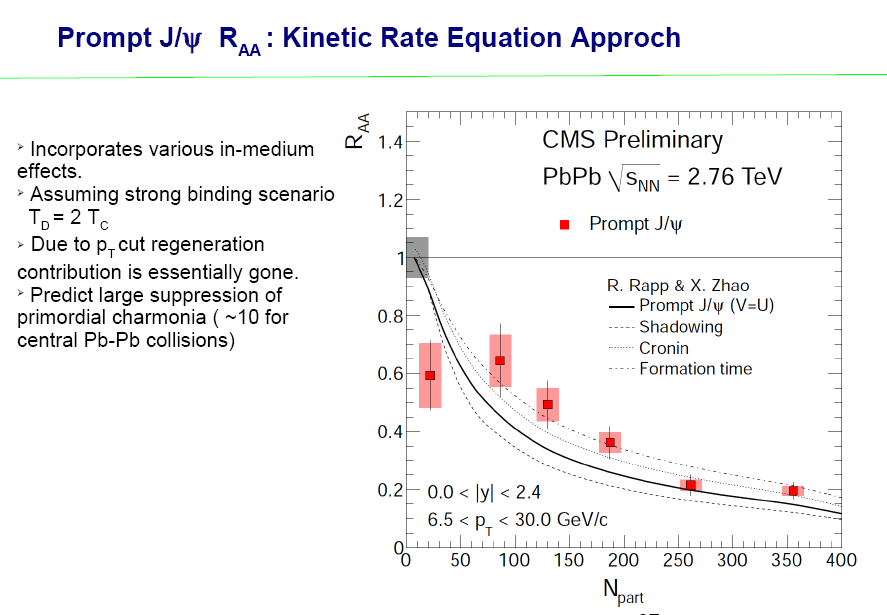 Prompt J/ψ R_AA : Kinetic Rate Equation Approch
➢ Incorporates various in-medium
effects.
➢ Assuming strong binding scenario
T_D = 2 T_C
➢ Due to p_T cut regeneration
contribution is essentially gone.
➢ Predict large suppression of
primordial charmonia ( ~10 for
central Pb-Pb collisions)
R_AA
1.4
1.2
1
0.8
0.6
0.4
0.2
0
CMS Preliminary
PbPb √s_NN = 2.76 TeV
Prompt J/ψ
R. Rapp & X. Zhao
Prompt J/ψ (V=U)
Shadowing
Cronin
Formation time
0.0 < |y| < 2.4
6.5 < p_T < 30.0 GeV/c
0 50 100 150 200 250 300 350 400
N_part